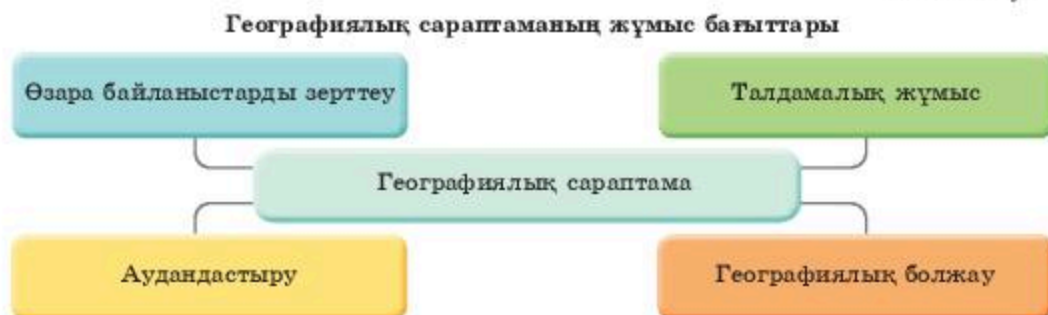 Географиялық сараптаманың жұмыс бағыттары
Өзара байланыстарды зерттеу
Талдамалық жұмыс
Географиялық сараптама
Аудандастыру
Географиялық болжау